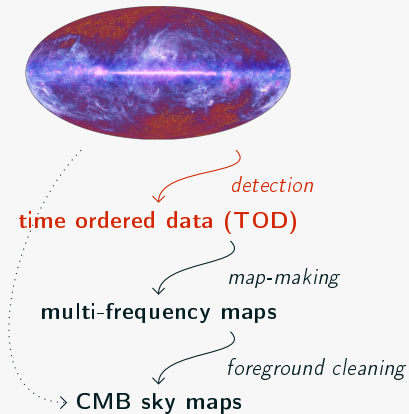 detection
time ordered data (TOD)
map-making
multi-frequency maps
foreground cleaning
CMB sky maps